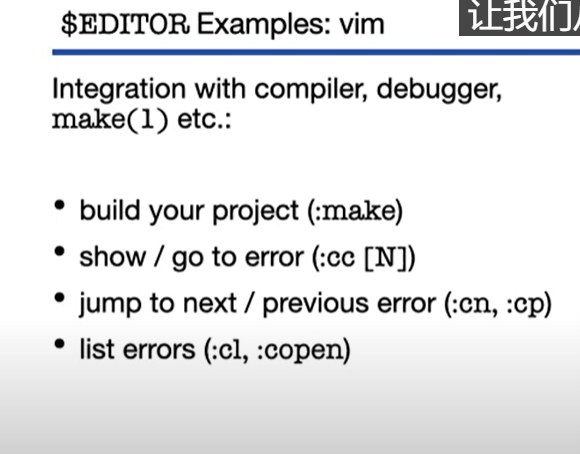 $EDITOR Examples: vim
让我们
Integration with compiler, debugger,
make(1) etc.:
• build your project (:make)
• show / go to error (:cc [N])
• jump to next / previous error (:cn, :cp)
• list errors (:cl, :copen)